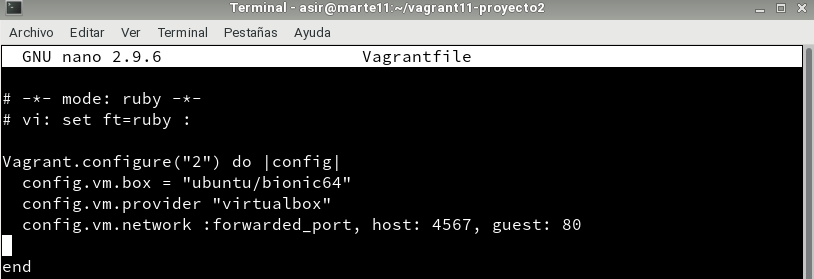 Terminal - asir@marte11:~/vagrant11-proyecto2
Archivo Editar Ver Terminal Pestañas Ayuda
GNU nano 2.9.6 Vagrantfile
# -*- mode: ruby -*-
# vi: set ft=ruby :
Vagrant.configure("2") do |config|
  config.vm.box = "ubuntu/bionic64"
  config.vm.provider "virtualbox"
  config.vm.network :forwarded_port, host: 4567, guest: 80
end